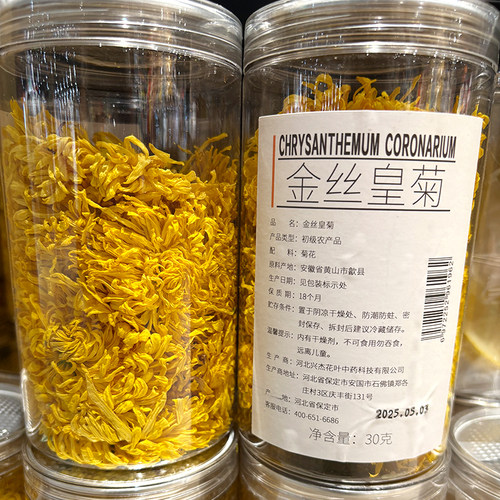 CHRYSANTHEMUM CORONARIUM
金丝皇菊
品 名：金丝皇菊
产品类型：初级农产品
配 料：菊花
原料产地：安徽省黄山市歙县
生产日期：见包装标示处
保 质 期：18个月
贮存条件：置于阴凉干燥处、防潮防蛀、密
封保存、拆封后建议冷藏储存。
温馨提示：内有干燥剂，不可食用勿吞食，
远离儿童。
生 产 商：河北兴杰花叶中药科技有限公司
生产商地址：河北省保定市安国市石佛镇郑各
庄村3区庆丰街131号
产 地：河北省保定市
客服电话：400-651-6686
2025.05.03
净含量：30克